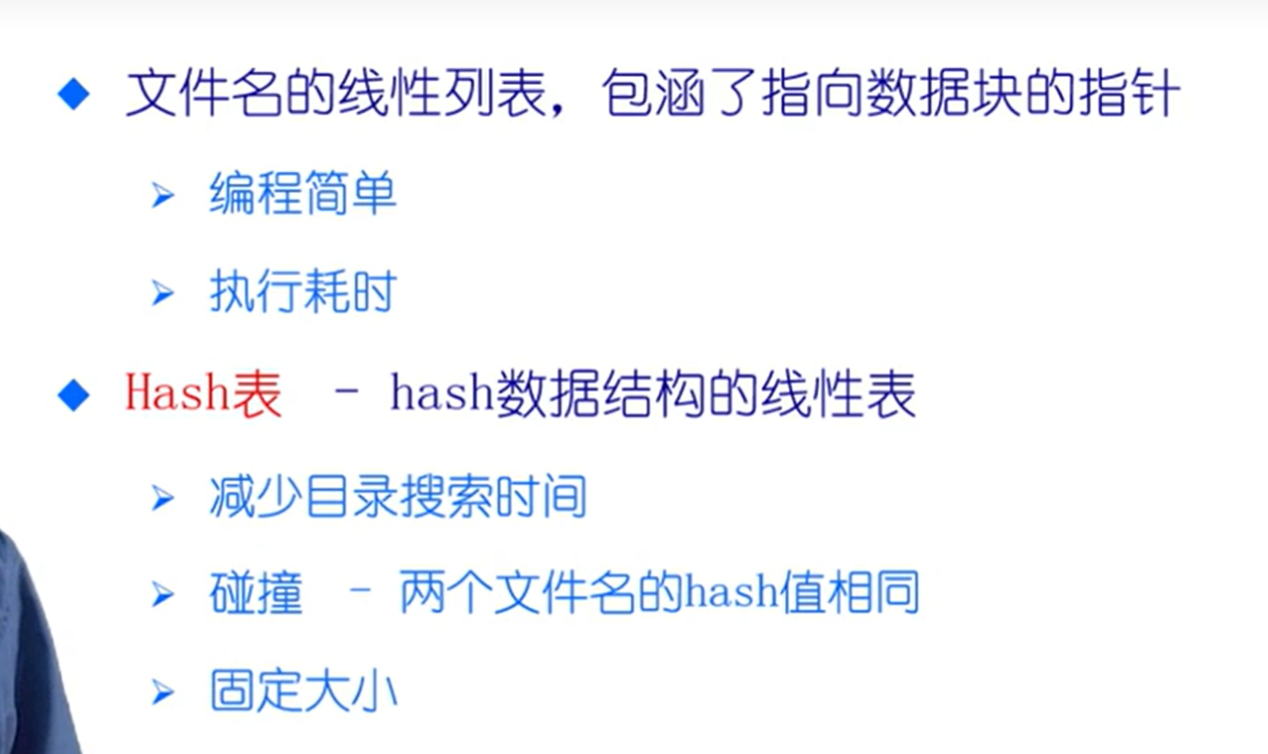 文件名的线性列表，包涵了指向数据块的指针
编程简单
执行耗时
Hash表 - hash数据结构的线性表
减少目录搜索时间
碰撞 - 两个文件名的hash值相同
固定大小